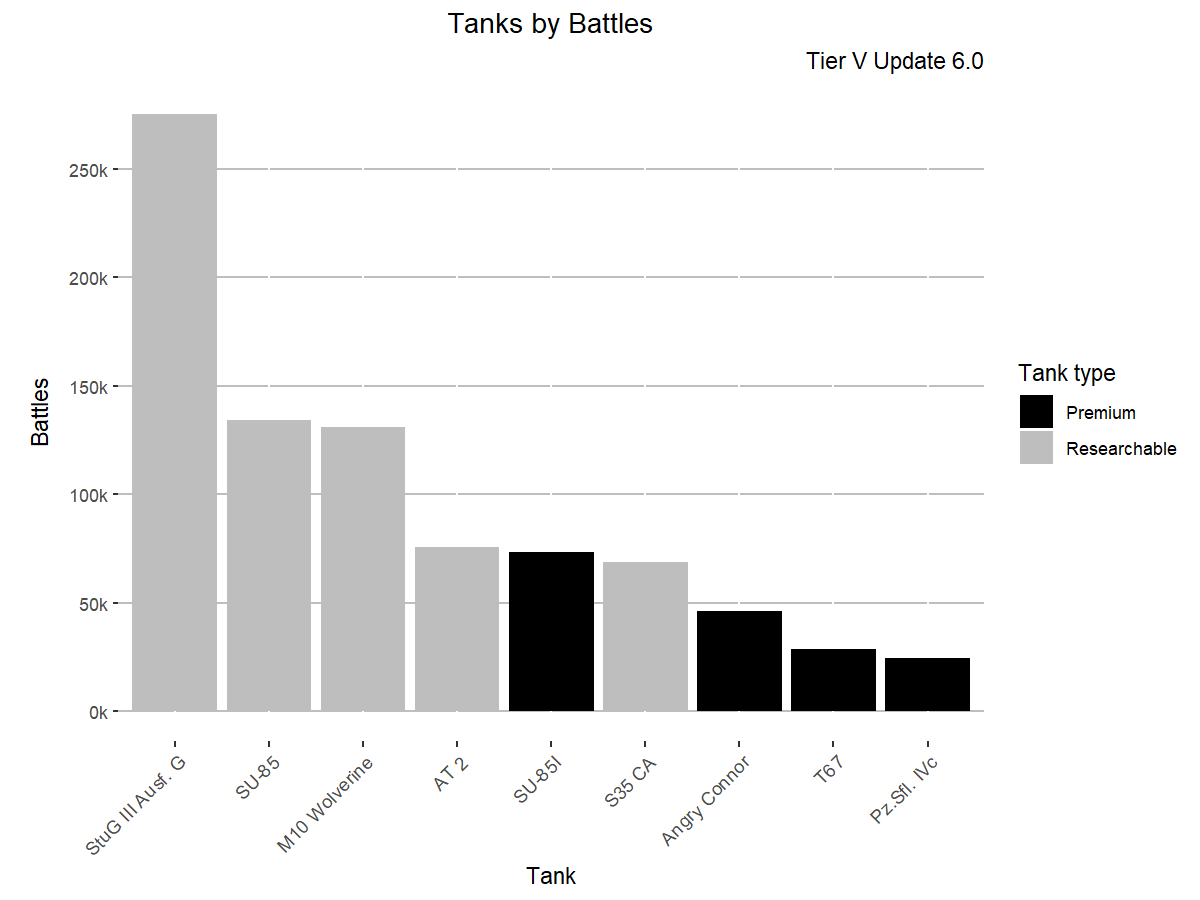 Tanks by Battles
Tier V Update 6.0
250k
200k
150k
100k
50k
0k
Battles
StuG III Ausf. G
SU-85
M10 Wolverine
AT 2
SU-85I
S35 CA
Angry Connor
T67
Pz.Sfl. IVc
Tank
Tank type
Premium
Researchable